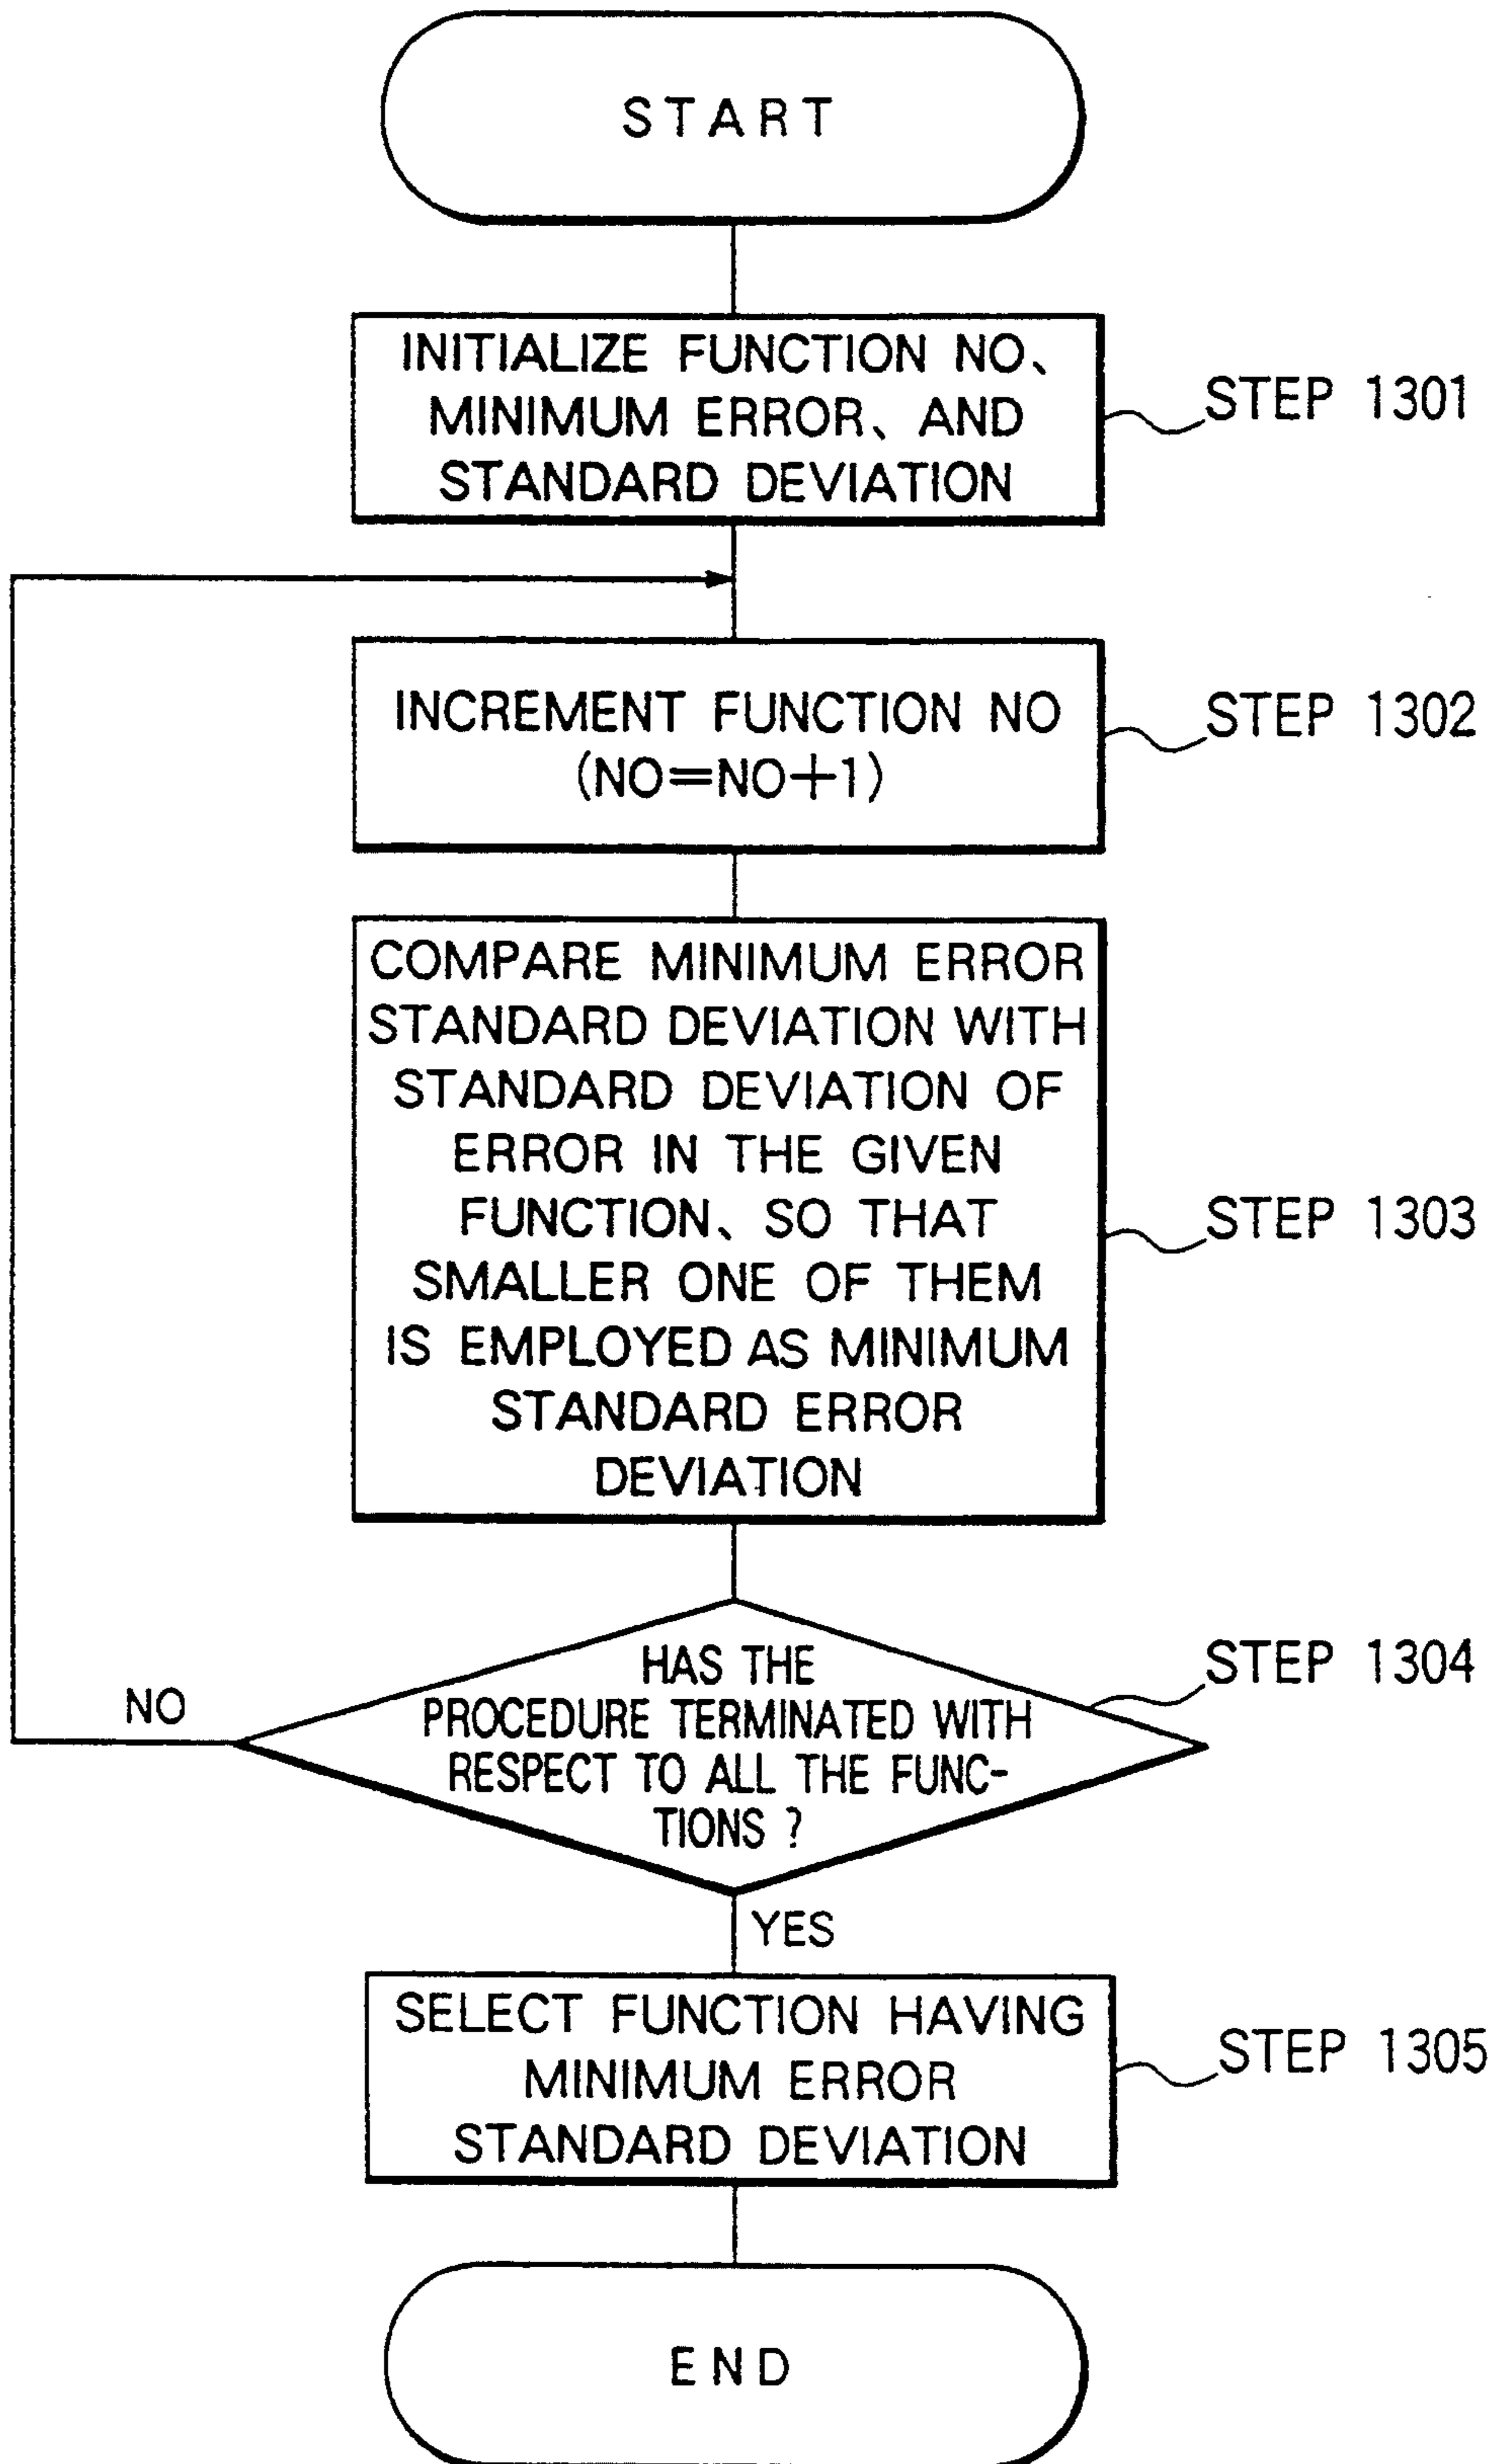 START
INITIALIZE FUNCTION NO、
MINIMUM ERROR、AND
STANDARD DEVIATION
STEP 1301
INCREMENT FUNCTION NO
(NO=NO+1)
STEP 1302
COMPARE MINIMUM ERROR
STANDARD DEVIATION WITH
STANDARD DEVIATION OF
ERROR IN THE GIVEN
FUNCTION、SO THAT
SMALLER ONE OF THEM
IS EMPLOYED AS MINIMUM
STANDARD ERROR
DEVIATION
STEP 1303
HAS THE
PROCEDURE TERMINATED WITH
RESPECT TO ALL THE FUNC-
TIONS ?
STEP 1304
NO
YES
SELECT FUNCTION HAVING
MINIMUM ERROR
STANDARD DEVIATION
STEP 1305
END